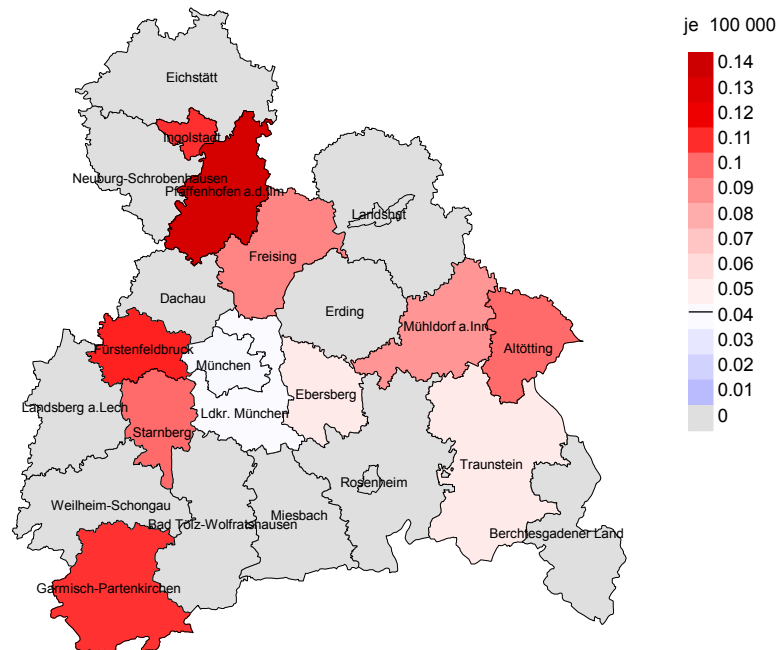 je 100 000
0.14
0.13
0.12
0.11
0.1
0.09
0.08
0.07
0.06
0.05
0.04
0.03
0.02
0.01
0
Eichstätt
Ingolstadt
Neuburg-Schrobenhausen
Pfaffenhofen a.d.Ilm
Landshut
Freising
Dachau
Erding
Mühldorf a.Inn
Fürstenfeldbruck
Altötting
München
Ebersberg
Landsberg a.Lech
Ldkr. München
Starnberg
Traunstein
Rosenheim
Weilheim-Schongau
Miesbach
Bad Tölz-Wolfratshausen
Berchtesgadener Land
Garmisch-Partenkirchen